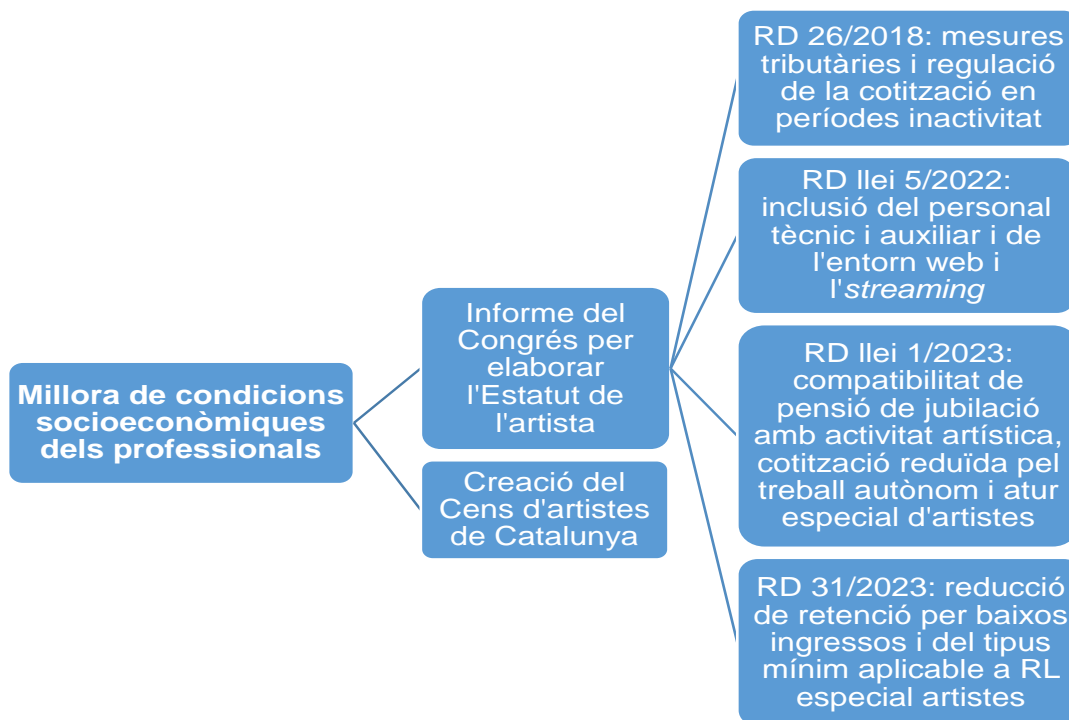 Millora de condicions
socioeconòmiques
dels professionals
Informe del
Congrés per
elaborar
l'Estatut de
l'artista
Creació del
Cens d'artistes
de Catalunya
RD 26/2018: mesures
tributàries i regulació
de la cotització en
períodes inactivitat
RD llei 5/2022:
inclusió del personal
tècnic i auxiliar i de
l'entorn web i
l'streaming
RD llei 1/2023:
compatibilitat de
pensió de jubilació
amb activitat artística,
cotització reduïda pel
treball autònom i atur
especial d'artistes
RD 31/2023: reducció
de retenció per baixos
ingressos i del tipus
mínim aplicable a RL
especial artistes